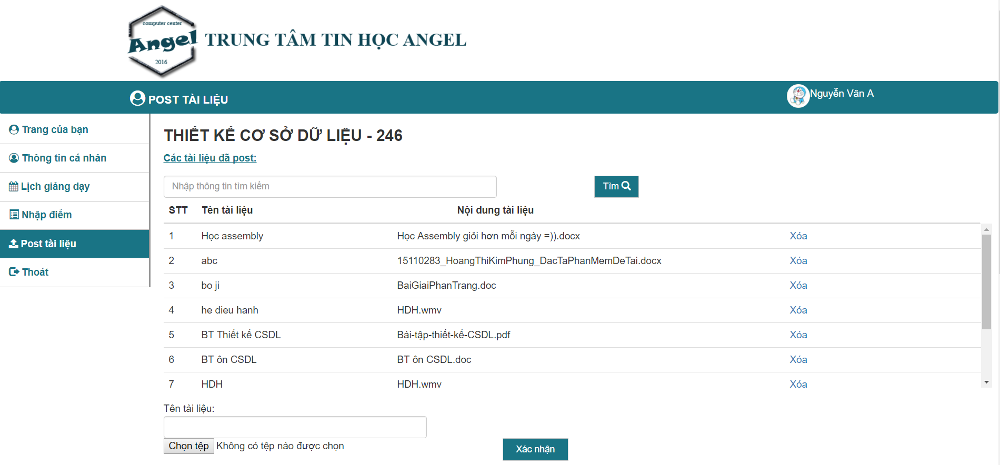 computer center
Angel
2016
TRUNG TÂM TIN HỌC ANGEL
POST TÀI LIỆU
Nguyễn Văn A
Trang của bạn
Thông tin cá nhân
Lịch giảng dạy
Nhập điểm
Post tài liệu
Thoát
THIẾT KẾ CƠ SỞ DỮ LIỆU - 246
Các tài liệu đã post:
Nhập thông tin tìm kiếm
Tìm
STT Tên tài liệu Nội dung tài liệu
1 Học assembly Học Assembly giỏi hơn mỗi ngày =)).docx Xóa
2 abc 15110283_HoangThiKimPhung_DacTaPhanMemDeTai.docx Xóa
3 bo ji BaiGiaiPhanTrang.doc Xóa
4 he dieu hanh HDH.wmv Xóa
5 BT Thiết kế CSDL Bài-tập-thiết-kế-CSDL.pdf Xóa
6 BT ôn CSDL BT ôn CSDL.doc Xóa
7 HDH HDH.wmv Xóa
Tên tài liệu:
Chọn tệp Không có tệp nào được chọn
Xác nhận